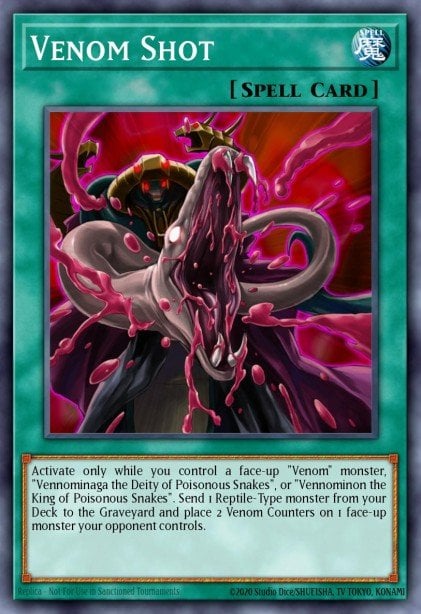 VENOM SHOT
SPELL
魔
[ SPELL CARD ]
Activate only while you control a face-up "Venom" monster,
"Vennominaga the Deity of Poisonous Snakes", or "Vennominon the
King of Poisonous Snakes". Send 1 Reptile-Type monster from your
Deck to the Graveyard and place 2 Venom Counters on 1 face-up
monster your opponent controls.
Replica - Not For Use in Sanctioned Tournaments
©2020 Studio Dice/SHUEISHA, TV TOKYO, KONAMI